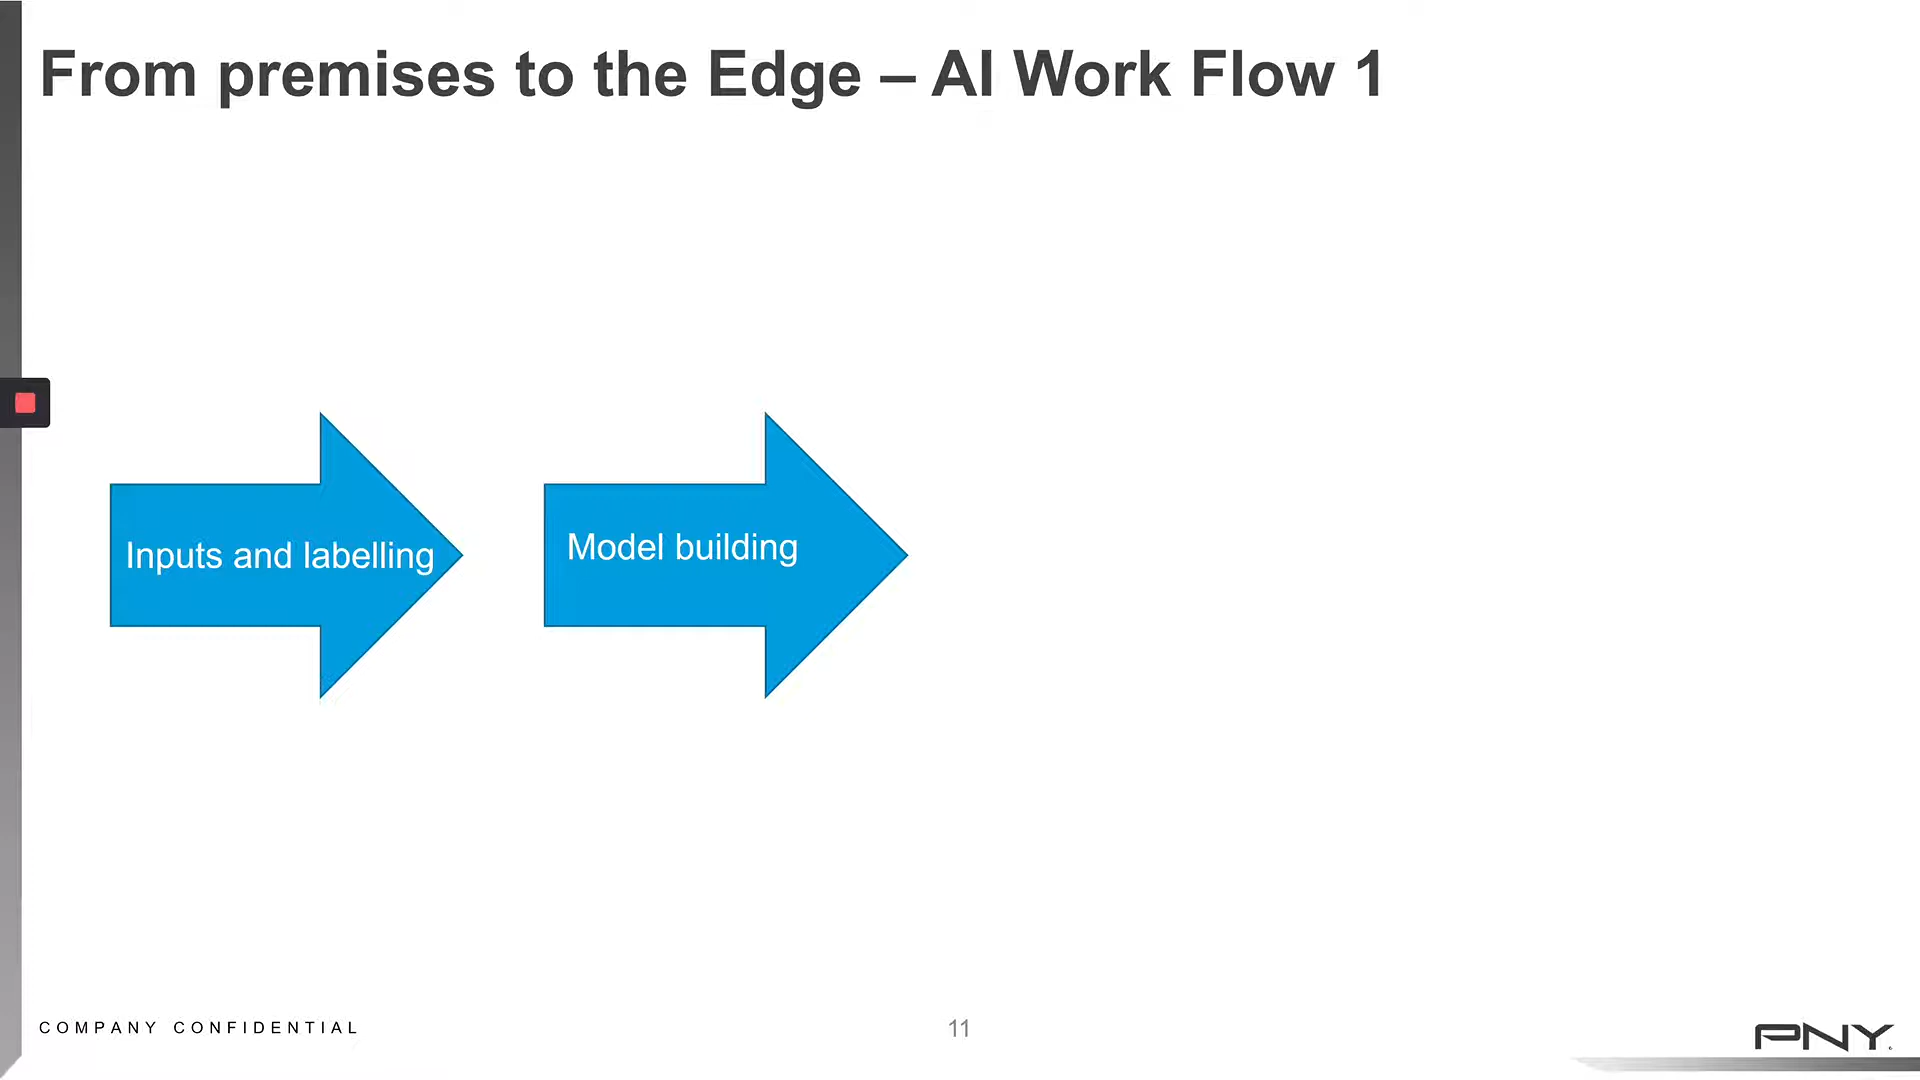 From premises to the Edge – AI Work Flow 1
Inputs and labelling
Model building
COMPANY CONFIDENTIAL
11
PNY